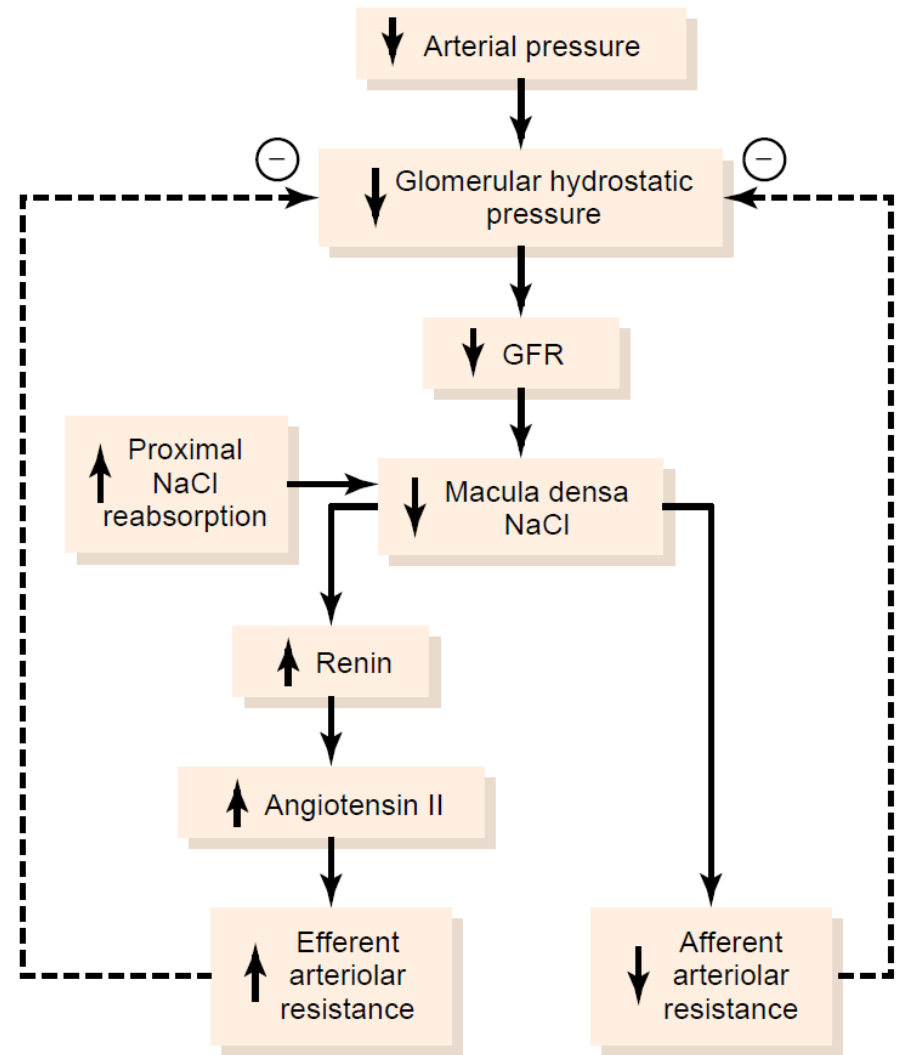 Arterial pressure
−
−
Glomerular hydrostatic
pressure
GFR
Proximal
NaCl
reabsorption
Macula densa
NaCl
Renin
Angiotensin II
Efferent
arteriolar
resistance
Afferent
arteriolar
resistance